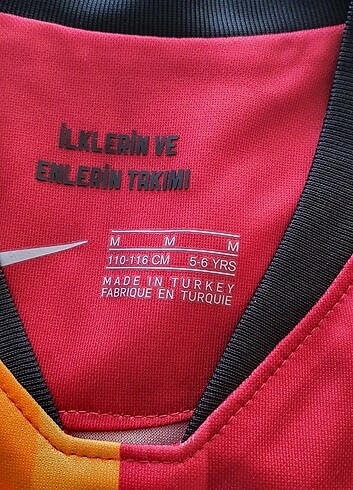 İLKLERİN VE
ENLERİN TAKIMI
M M M
110-116 CM 5-6 YRS
MADE IN TURKEY
FABRIQUE EN TURQUIE